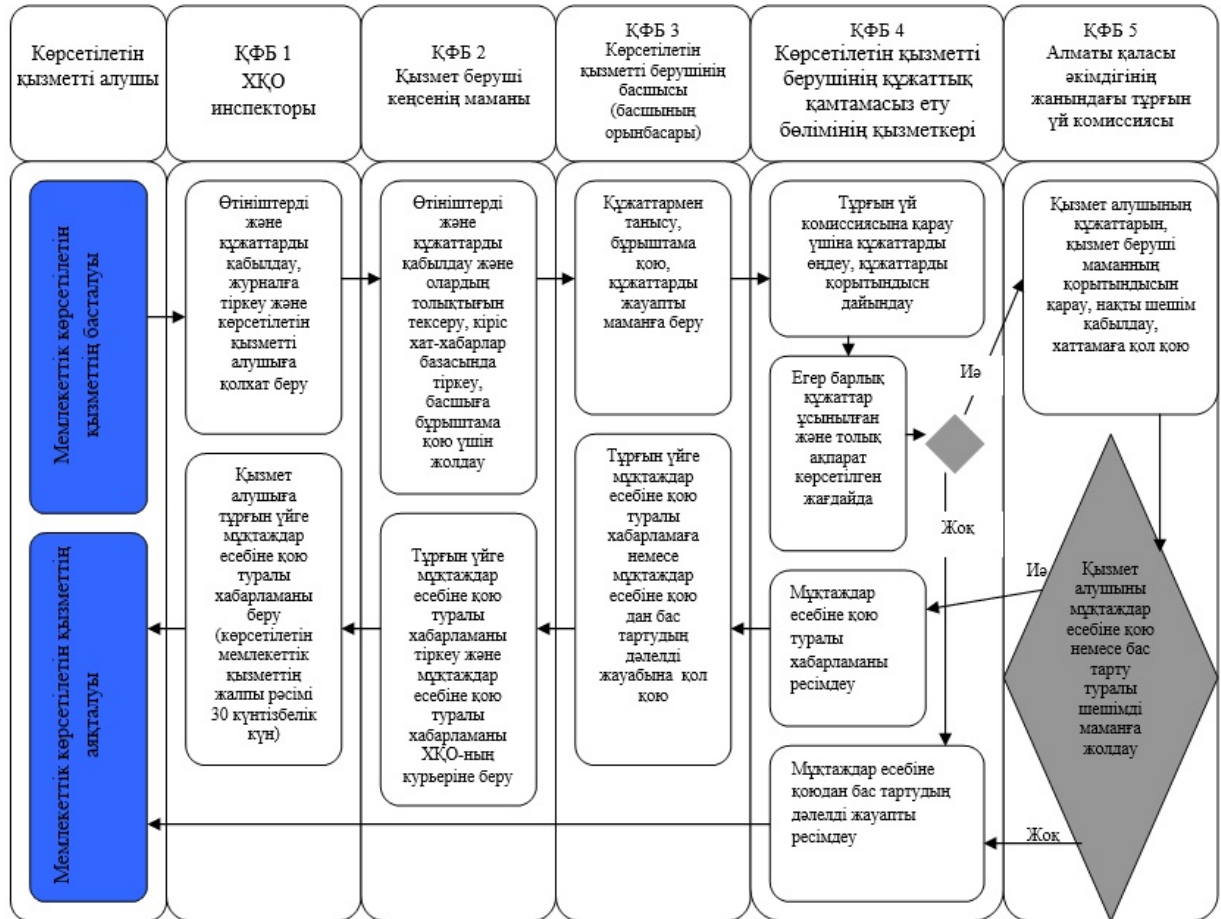 Көрсетілетін
қызметті алушы
ҚФБ 1
ХҚО
инспекторы
ҚФБ 2
Қызмет беруші
кеңсенің маманы
ҚФБ 3
Көрсетілетін
қызметті берушінің
басшысы
(басшының
орынбасары)
ҚФБ 4
Көрсетілетін қызметті
берушінің құжаттық
қамтамасыз ету
бөлімінің қызметкері
ҚФБ 5
Алматы қаласы
әкімдігінің
жанындағы тұрғын
үй комиссиясы
Мемлекеттік көрсетілетін
қызметтің басталуы
Өтініштерді
және
құжаттарды
қабылдау,
журналға
тіркеу және
көрсетілетін
қызметті
алушыға
қолхат беру
Өтініштерді
және
құжаттарды
қабылдау және
олардың
толықтығын
тексеру, кіріс
хат-хабарлар
базасында
тіркеу,
басшыға
бұрыштама
қою үшін
жолдау
Құжаттармен
танысу,
бұрыштама
қою,
құжаттарды
жауапты
маманға беру
Тұрғын үй
комиссиясына қарау
үшіна құжаттарды
өңдеу, құжаттарды
қорытындысн
дайындау
Егер барлық
құжаттар
ұсынылған
және толық
ақпарат
көрсетілген
жағдайда
Иә
Жоқ
Қызмет алушының
құжаттарын,
қызмет беруші
маманның
қорытындысын
қарау, нақты шешім
қабылдау,
хаттамаға қол қою
Қызмет
алушыны
мұқтаждар
есебіне қою
немесе бас
тарту
туралы
шешімді
маманға
жолдау
Иә
Жоқ
Мұқтаждар
есебіне қою
туралы
хабарламаны
ресімдеу
Мұқтаждар есебіне
қоюдан бас тартудың
дәлелді жауапты
ресімдеу
Тұрғын үйге
мұқтаждар
есебіне қою
туралы
хабарламаға
немесе
мұқтаждар
есебіне қою
дан бас
тартудың
дәлелді
жауабына қол
қою
Тұрғын үйге
мұқтаждар
есебіне қою
туралы
хабарламаны
тіркеу және
мұқтаждар
есебіне қою
туралы
хабарламаны
ХҚО-ның
курьеріне беру
Қызмет
алушыға
тұрғын үйге
мұқтаждар
есебіне қою
туралы
хабарламаны
беру
(көрсетілетін
мемлекеттік
қызметтің
жалпы рәсімі
30 күнтізбелік
күн)
Мемлекеттік көрсетілетін қызметтің
аяқталуы